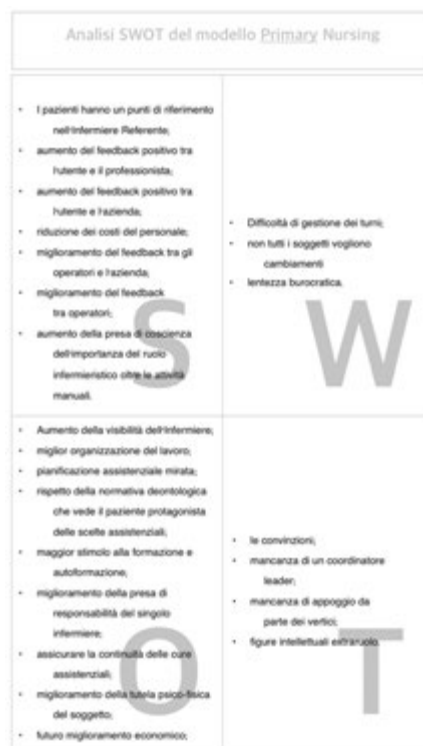 Analisi SWOT del modello Primary Nursing
• I pazienti hanno un punti di riferimento
nell'Infermiere Referente;
• aumento del feedback positivo tra
l'utente e il professionista;
• aumento del feedback positivo tra
l'utente e l'azienda;
• riduzione dei costi del personale;
• miglioramento del feedback tra gli
operatori e l'azienda;
• miglioramento del feedback
tra operatori;
• aumento della presa di coscienza
dell'importanza del ruolo
infermieristico oltre le attività
manuali.
S
• Difficoltà di gestione dei turni;
• non tutti i soggetti vogliono
cambiamenti
• lentezza burocratica.
W
• Aumento della visibilità dell'Infermiere;
• miglior organizzazione del lavoro;
• pianificazione assistenziale mirata;
• rispetto della normativa deontologica
che vede il paziente protagonista
delle scelte assistenziali;
• maggior stimolo alla formazione e
autoformazione;
• miglioramento della presa di
responsabilità del singolo
infermiere;
• assicurare la continuità delle cure
assistenziali;
• miglioramento della tutela psico-fisica
del soggetto;
• futuro miglioramento economico;
O
• le convinzioni;
• mancanza di un coordinatore
leader;
• mancanza di appoggio da
parte dei vertici;
• figure intellettuali extraruolo.
T